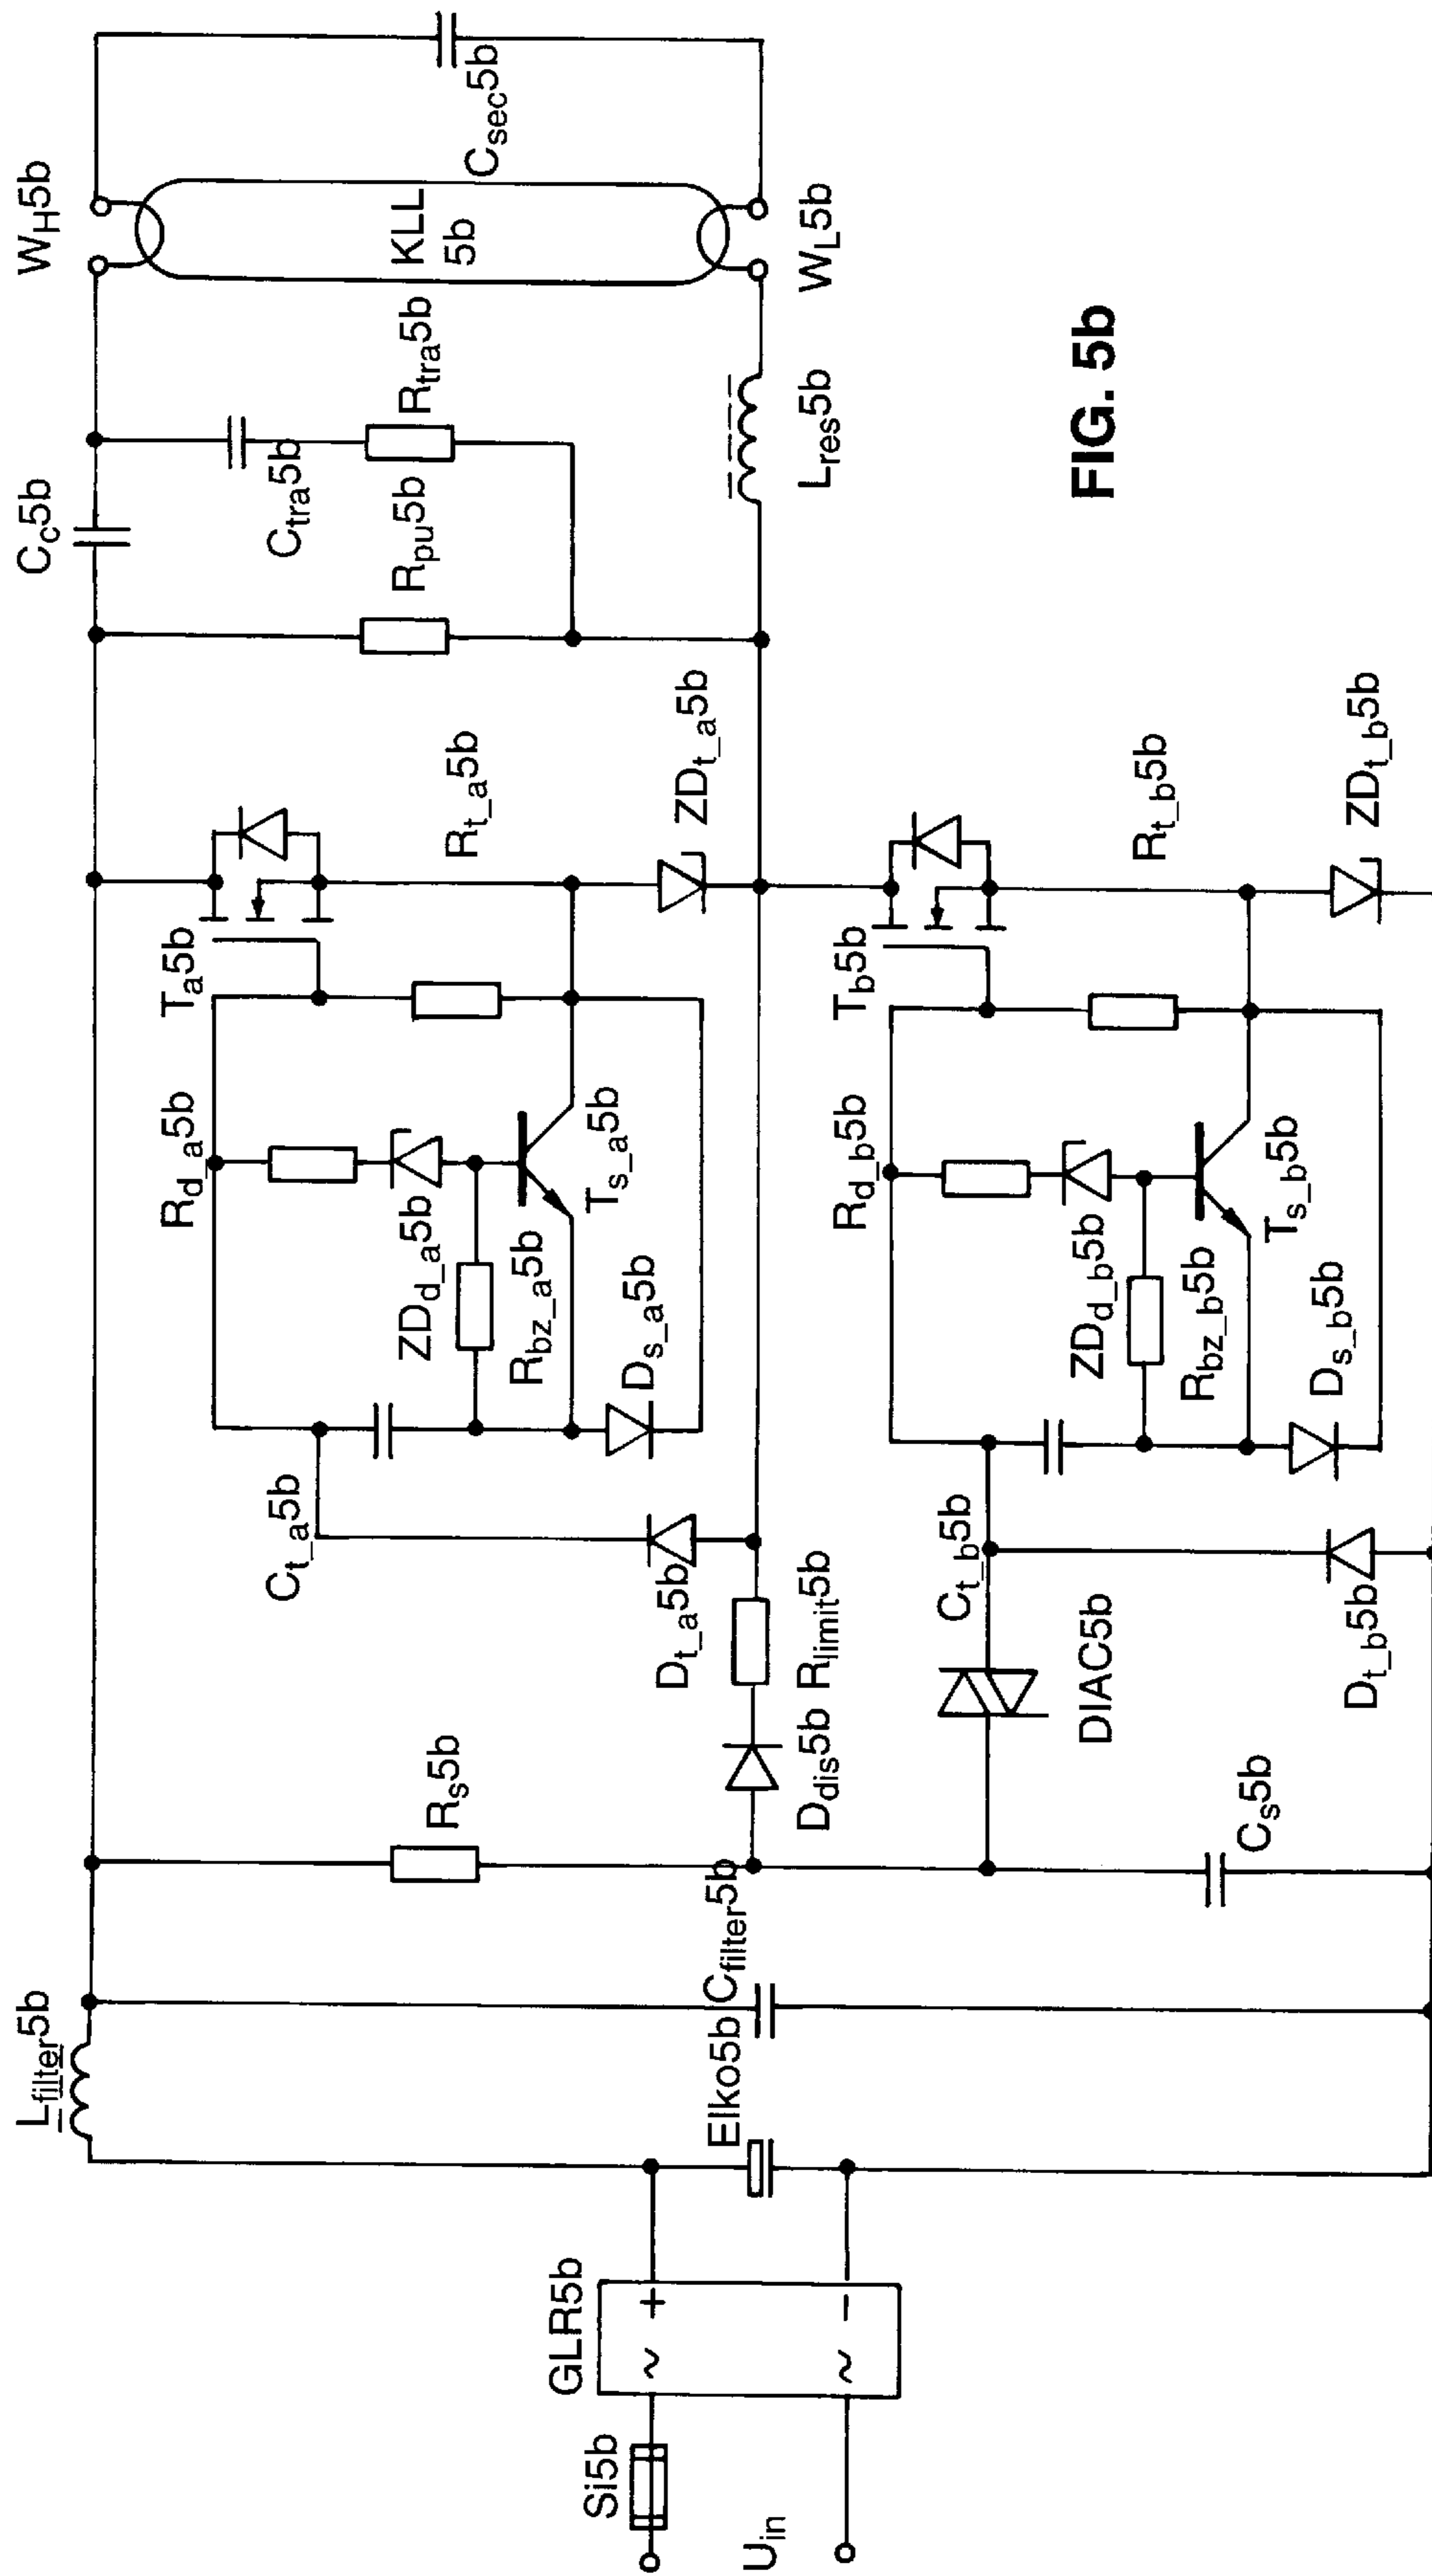 U_in
Si5b
GLR5b
~ +
~ −
Elko5b
L_filter5b
C_filter5b
R_s5b
C_s5b
D_dis5b
R_limit5b
DIAC5b
D_t_a5b
D_t_b5b
C_t_a5b
C_t_b5b
R_d_a5b
ZD_d_a5b
R_bz_a5b
D_s_a5b
T_s_a5b
T_a5b
R_t_a5b
ZD_t_a5b
R_d_b5b
ZD_d_b5b
R_bz_b5b
D_s_b5b
T_s_b5b
T_b5b
R_t_b5b
ZD_t_b5b
C_c5b
R_pu5b
C_tra5b
R_tra5b
L_res5b
W_H5b
KLL
5b
W_L5b
C_sec5b
FIG. 5b